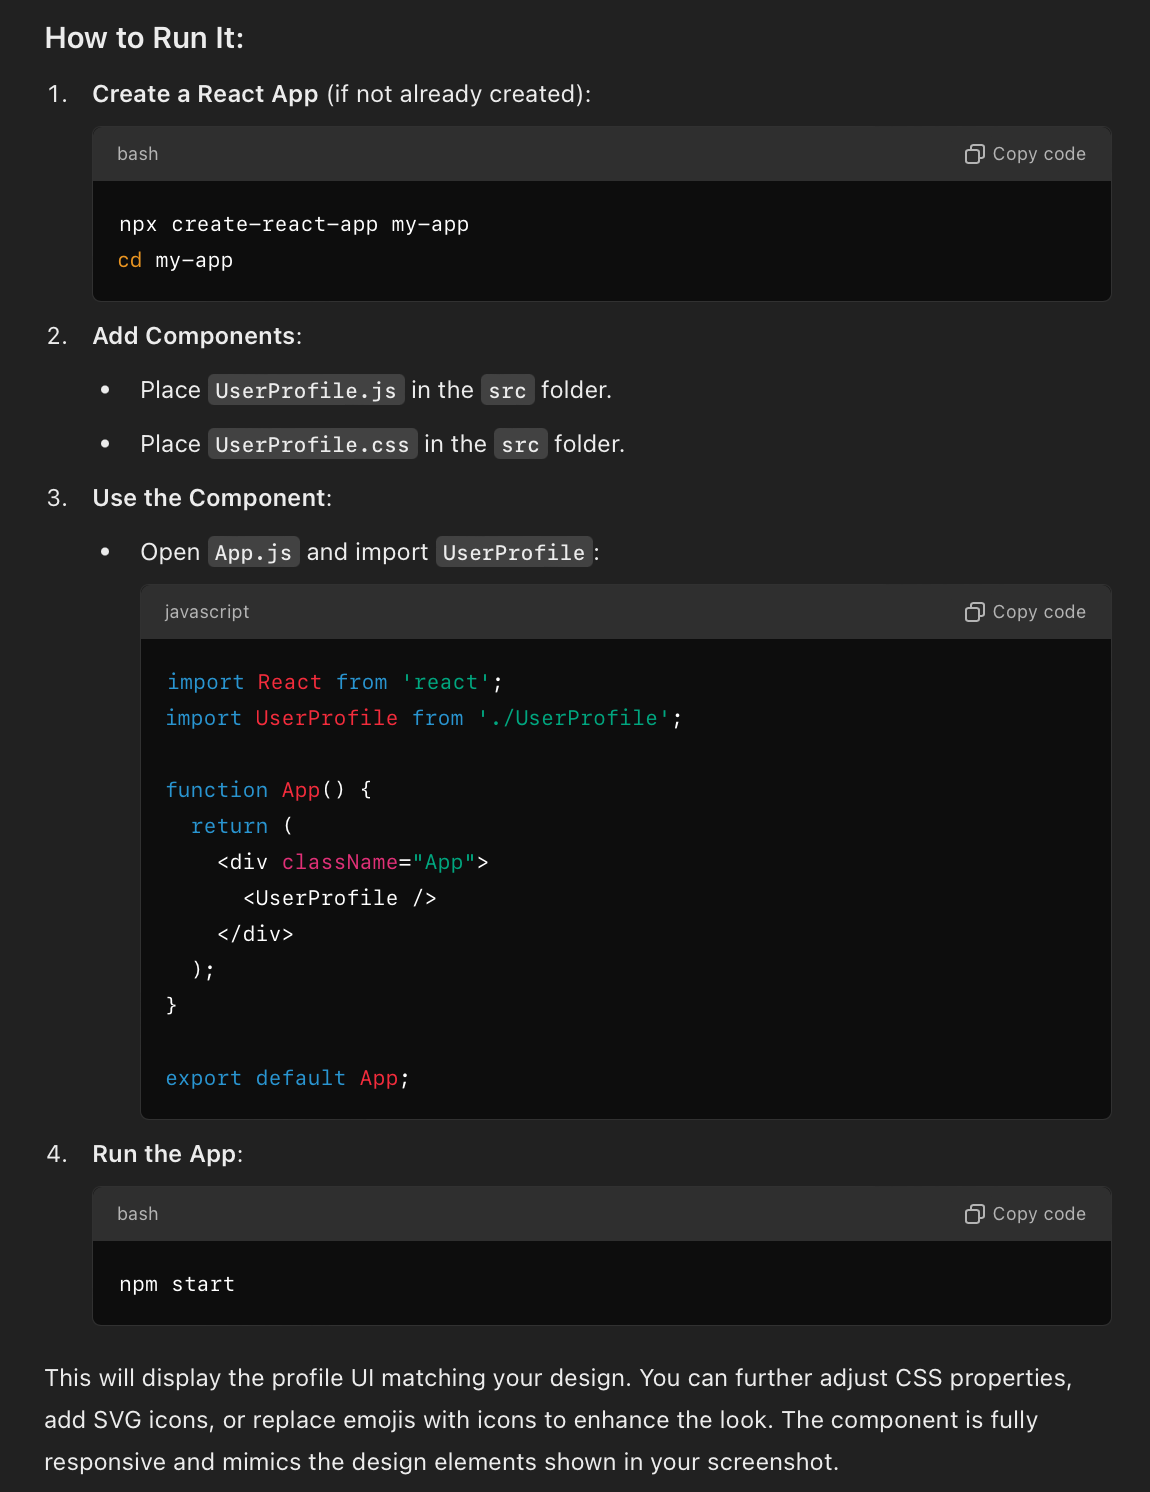 How to Run It:
1. Create a React App (if not already created):
bash Copy code
npx create-react-app my-app
cd my-app
2. Add Components:
• Place UserProfile.js in the src folder.
• Place UserProfile.css in the src folder.
3. Use the Component:
• Open App.js and import UserProfile:
javascript Copy code
import React from 'react';
import UserProfile from './UserProfile';
function App() {
  return (
    <div className="App">
      <UserProfile />
    </div>
  );
}
export default App;
4. Run the App:
bash Copy code
npm start
This will display the profile UI matching your design. You can further adjust CSS properties,
add SVG icons, or replace emojis with icons to enhance the look. The component is fully
responsive and mimics the design elements shown in your screenshot.